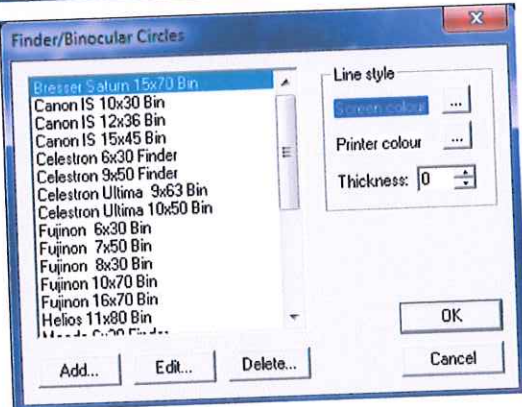 Finder/Binocular Circles
Bresser Saturn 15x70 Bin
Canon IS 10x30 Bin
Canon IS 12x36 Bin
Canon IS 15x45 Bin
Celestron 6x30 Finder
Celestron 9x50 Finder
Celestron Ultima 9x63 Bin
Celestron Ultima 10x50 Bin
Fujinon 6x30 Bin
Fujinon 7x50 Bin
Fujinon 8x30 Bin
Fujinon 10x70 Bin
Fujinon 16x70 Bin
Helios 11x80 Bin
Line style
Screen colour ...
Printer colour ...
Thickness: 0
OK
Cancel
Add...
Edit...
Delete...